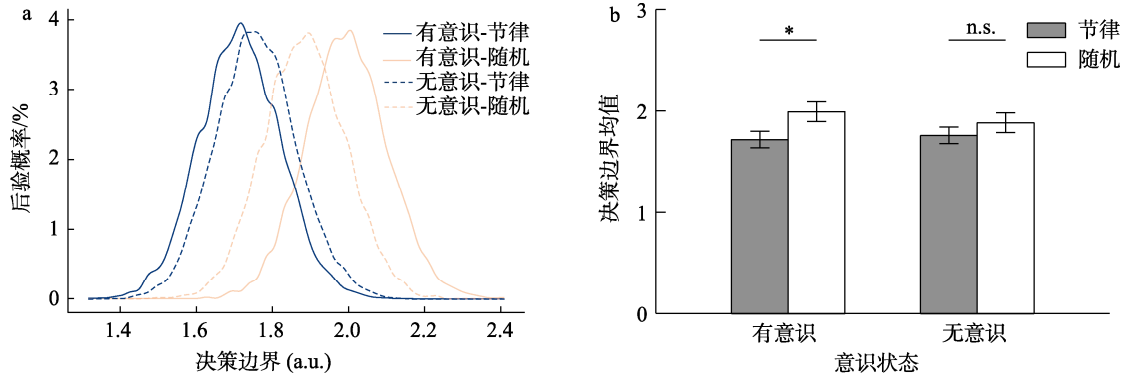 a
后验概率/%
4
3
2
1
0
1.4
1.6
1.8
2.0
2.2
2.4
决策边界 (a.u.)
有意识-节律
有意识-随机
无意识-节律
无意识-随机
b
决策边界均值
3
2
1
0
*
n.s.
节律
随机
有意识
无意识
意识状态